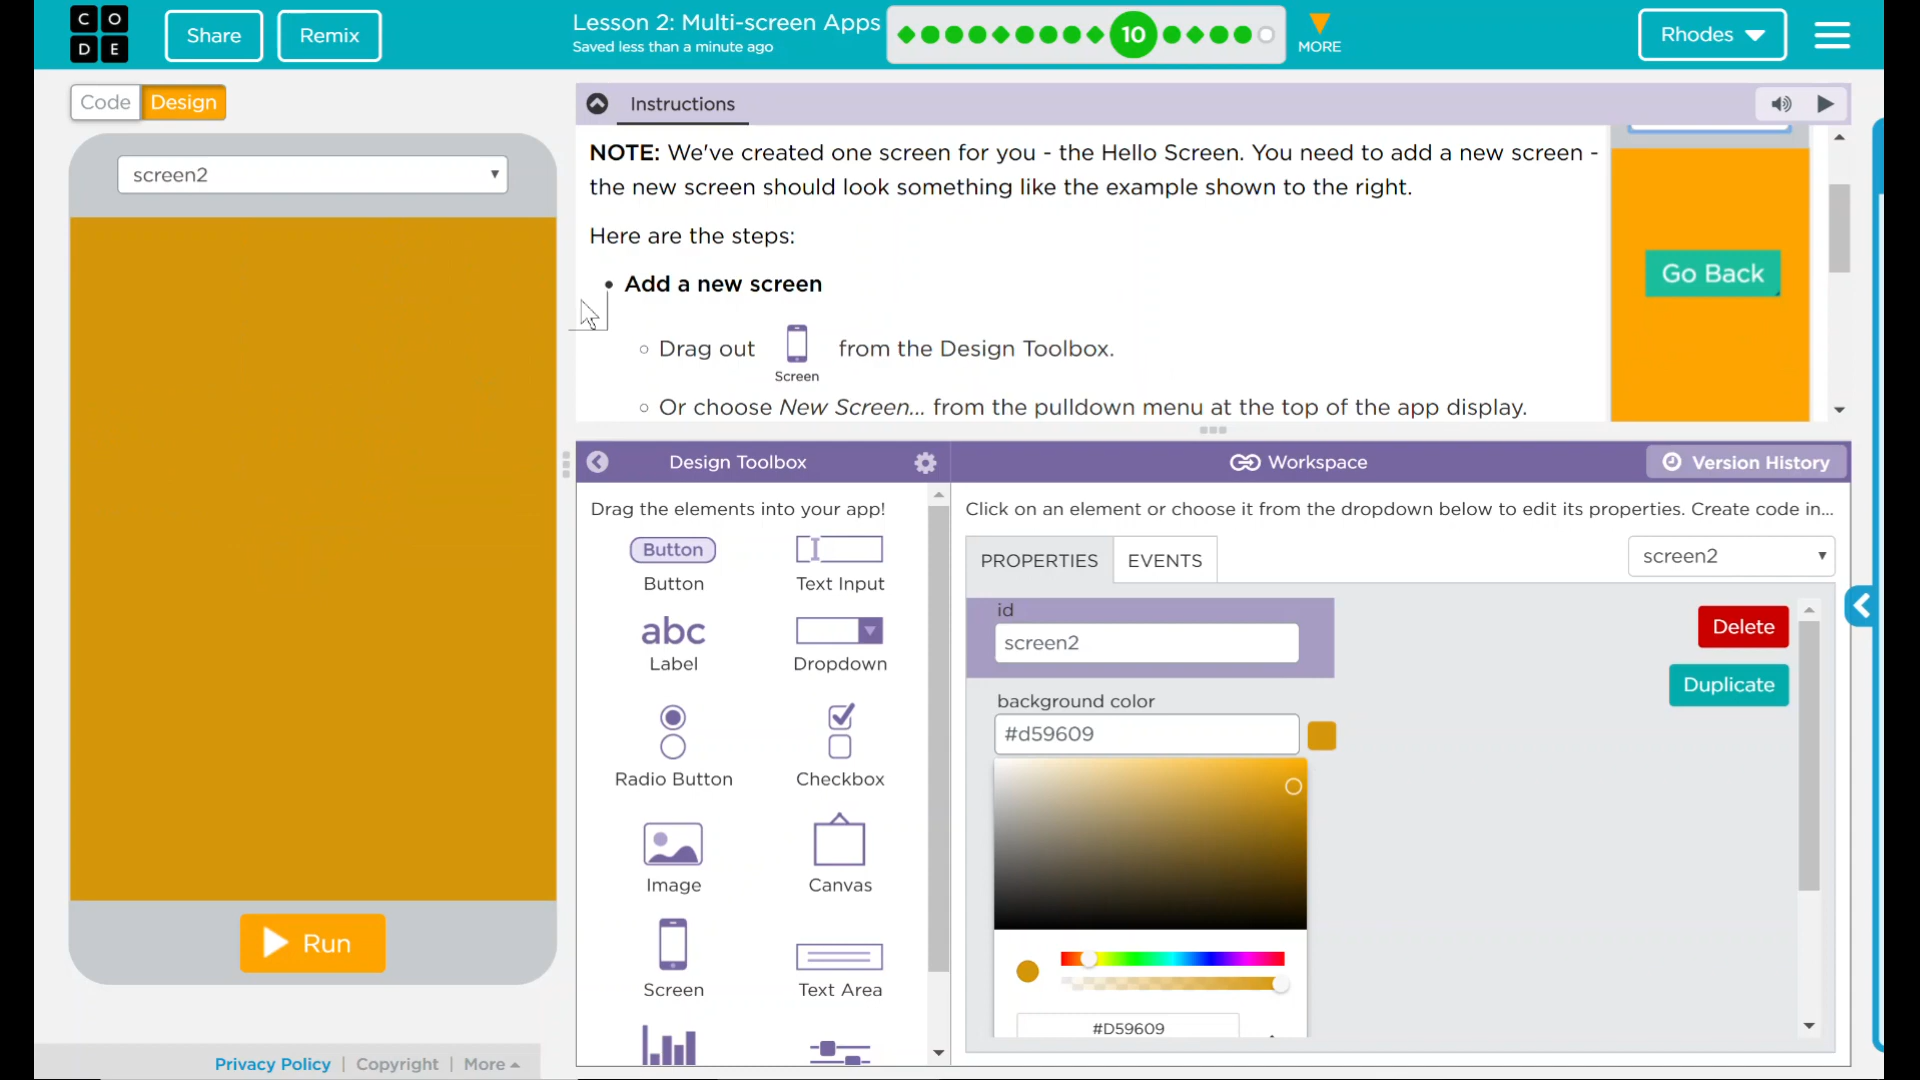 CO
DE
Share
Remix
Lesson 2: Multi-screen Apps
Saved less than a minute ago
10
MORE
Rhodes
Code
Design
screen2
Instructions
NOTE: We've created one screen for you - the Hello Screen. You need to add a new screen -
the new screen should look something like the example shown to the right.
Here are the steps:
Add a new screen
Drag out
Screen
from the Design Toolbox.
Or choose New Screen... from the pulldown menu at the top of the app display.
Go Back
Design Toolbox
Workspace
Version History
Drag the elements into your app!
Button
Button
Text Input
abc
Label
Dropdown
Radio Button
Checkbox
Image
Canvas
Screen
Text Area
Click on an element or choose it from the dropdown below to edit its properties. Create code in...
PROPERTIES
EVENTS
screen2
id
screen2
Delete
Duplicate
background color
#d59609
#D59609
Run
Privacy Policy | Copyright | More